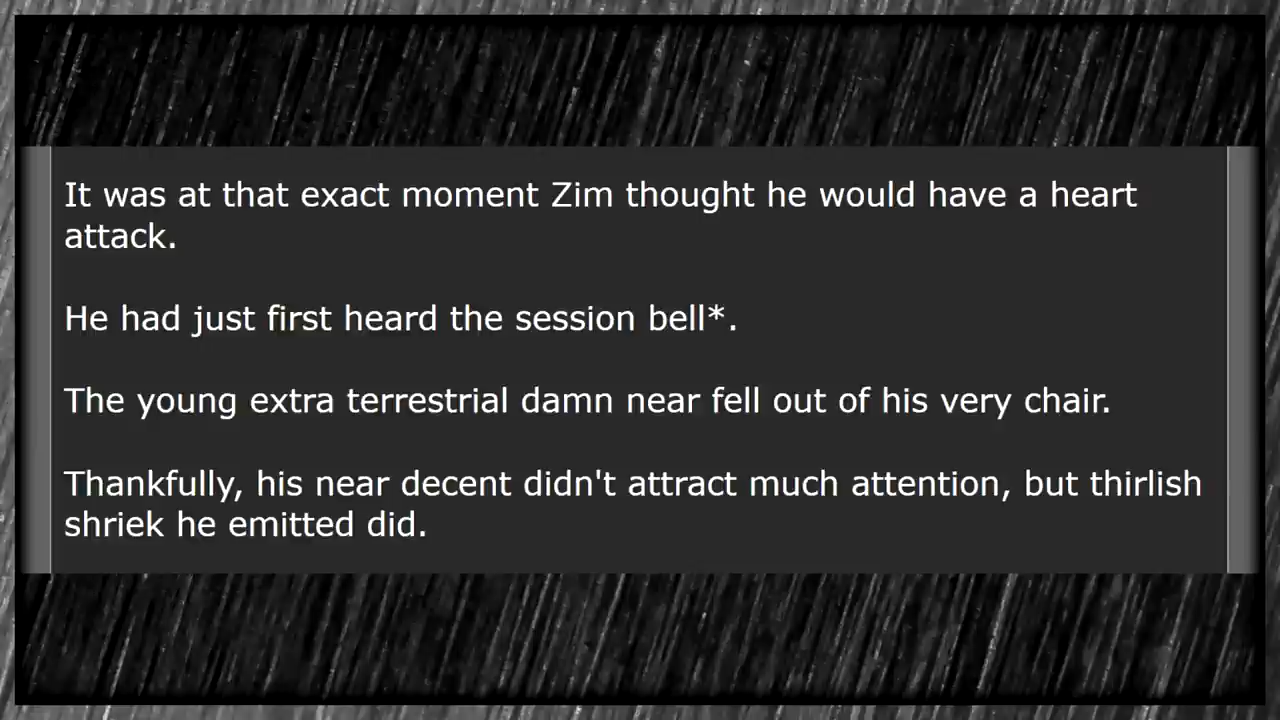 It was at that exact moment Zim thought he would have a heart
attack.
He had just first heard the session bell*.
The young extra terrestrial damn near fell out of his very chair.
Thankfully, his near decent didn't attract much attention, but thirlish
shriek he emitted did.